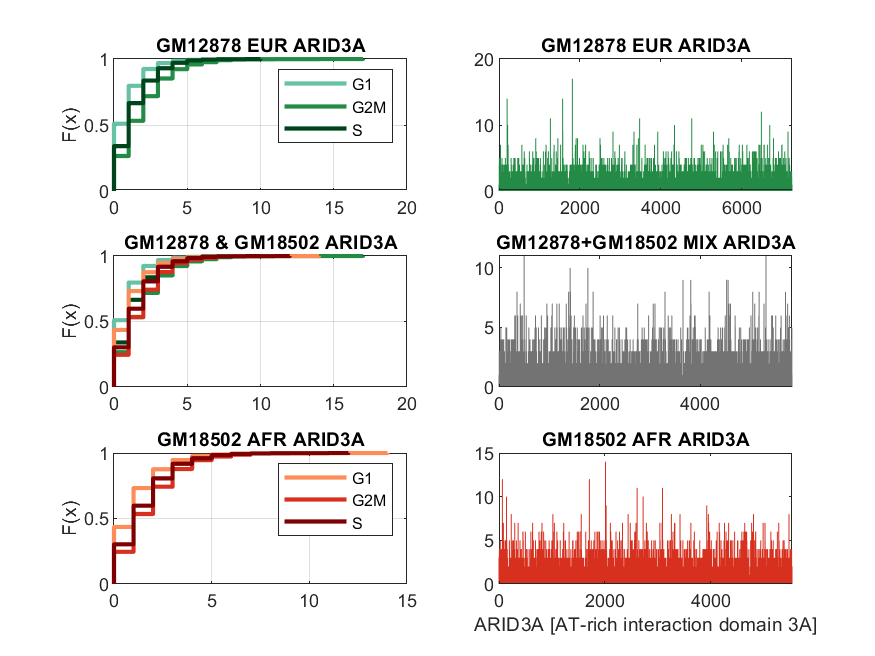 GM12878 EUR ARID3A
F(x)
1
0.5
0
0 5 10 15 20
G1
G2M
S
GM12878 EUR ARID3A
20
10
0
0 2000 4000 6000
GM12878 & GM18502 ARID3A
F(x)
1
0.5
0
0 5 10 15 20
GM12878+GM18502 MIX ARID3A
10
5
0
0 2000 4000
GM18502 AFR ARID3A
F(x)
1
0.5
0
0 5 10 15
G1
G2M
S
GM18502 AFR ARID3A
15
10
5
0
0 2000 4000
ARID3A [AT-rich interaction domain 3A]